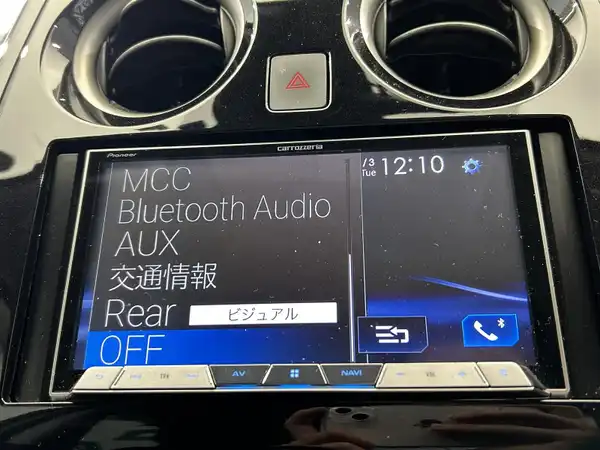 Pioneer
carrozzeria
MCC
Bluetooth Audio
AUX
交通情報
Rear
ビジュアル
OFF
/3
Tue
12:10
AV
NAVI